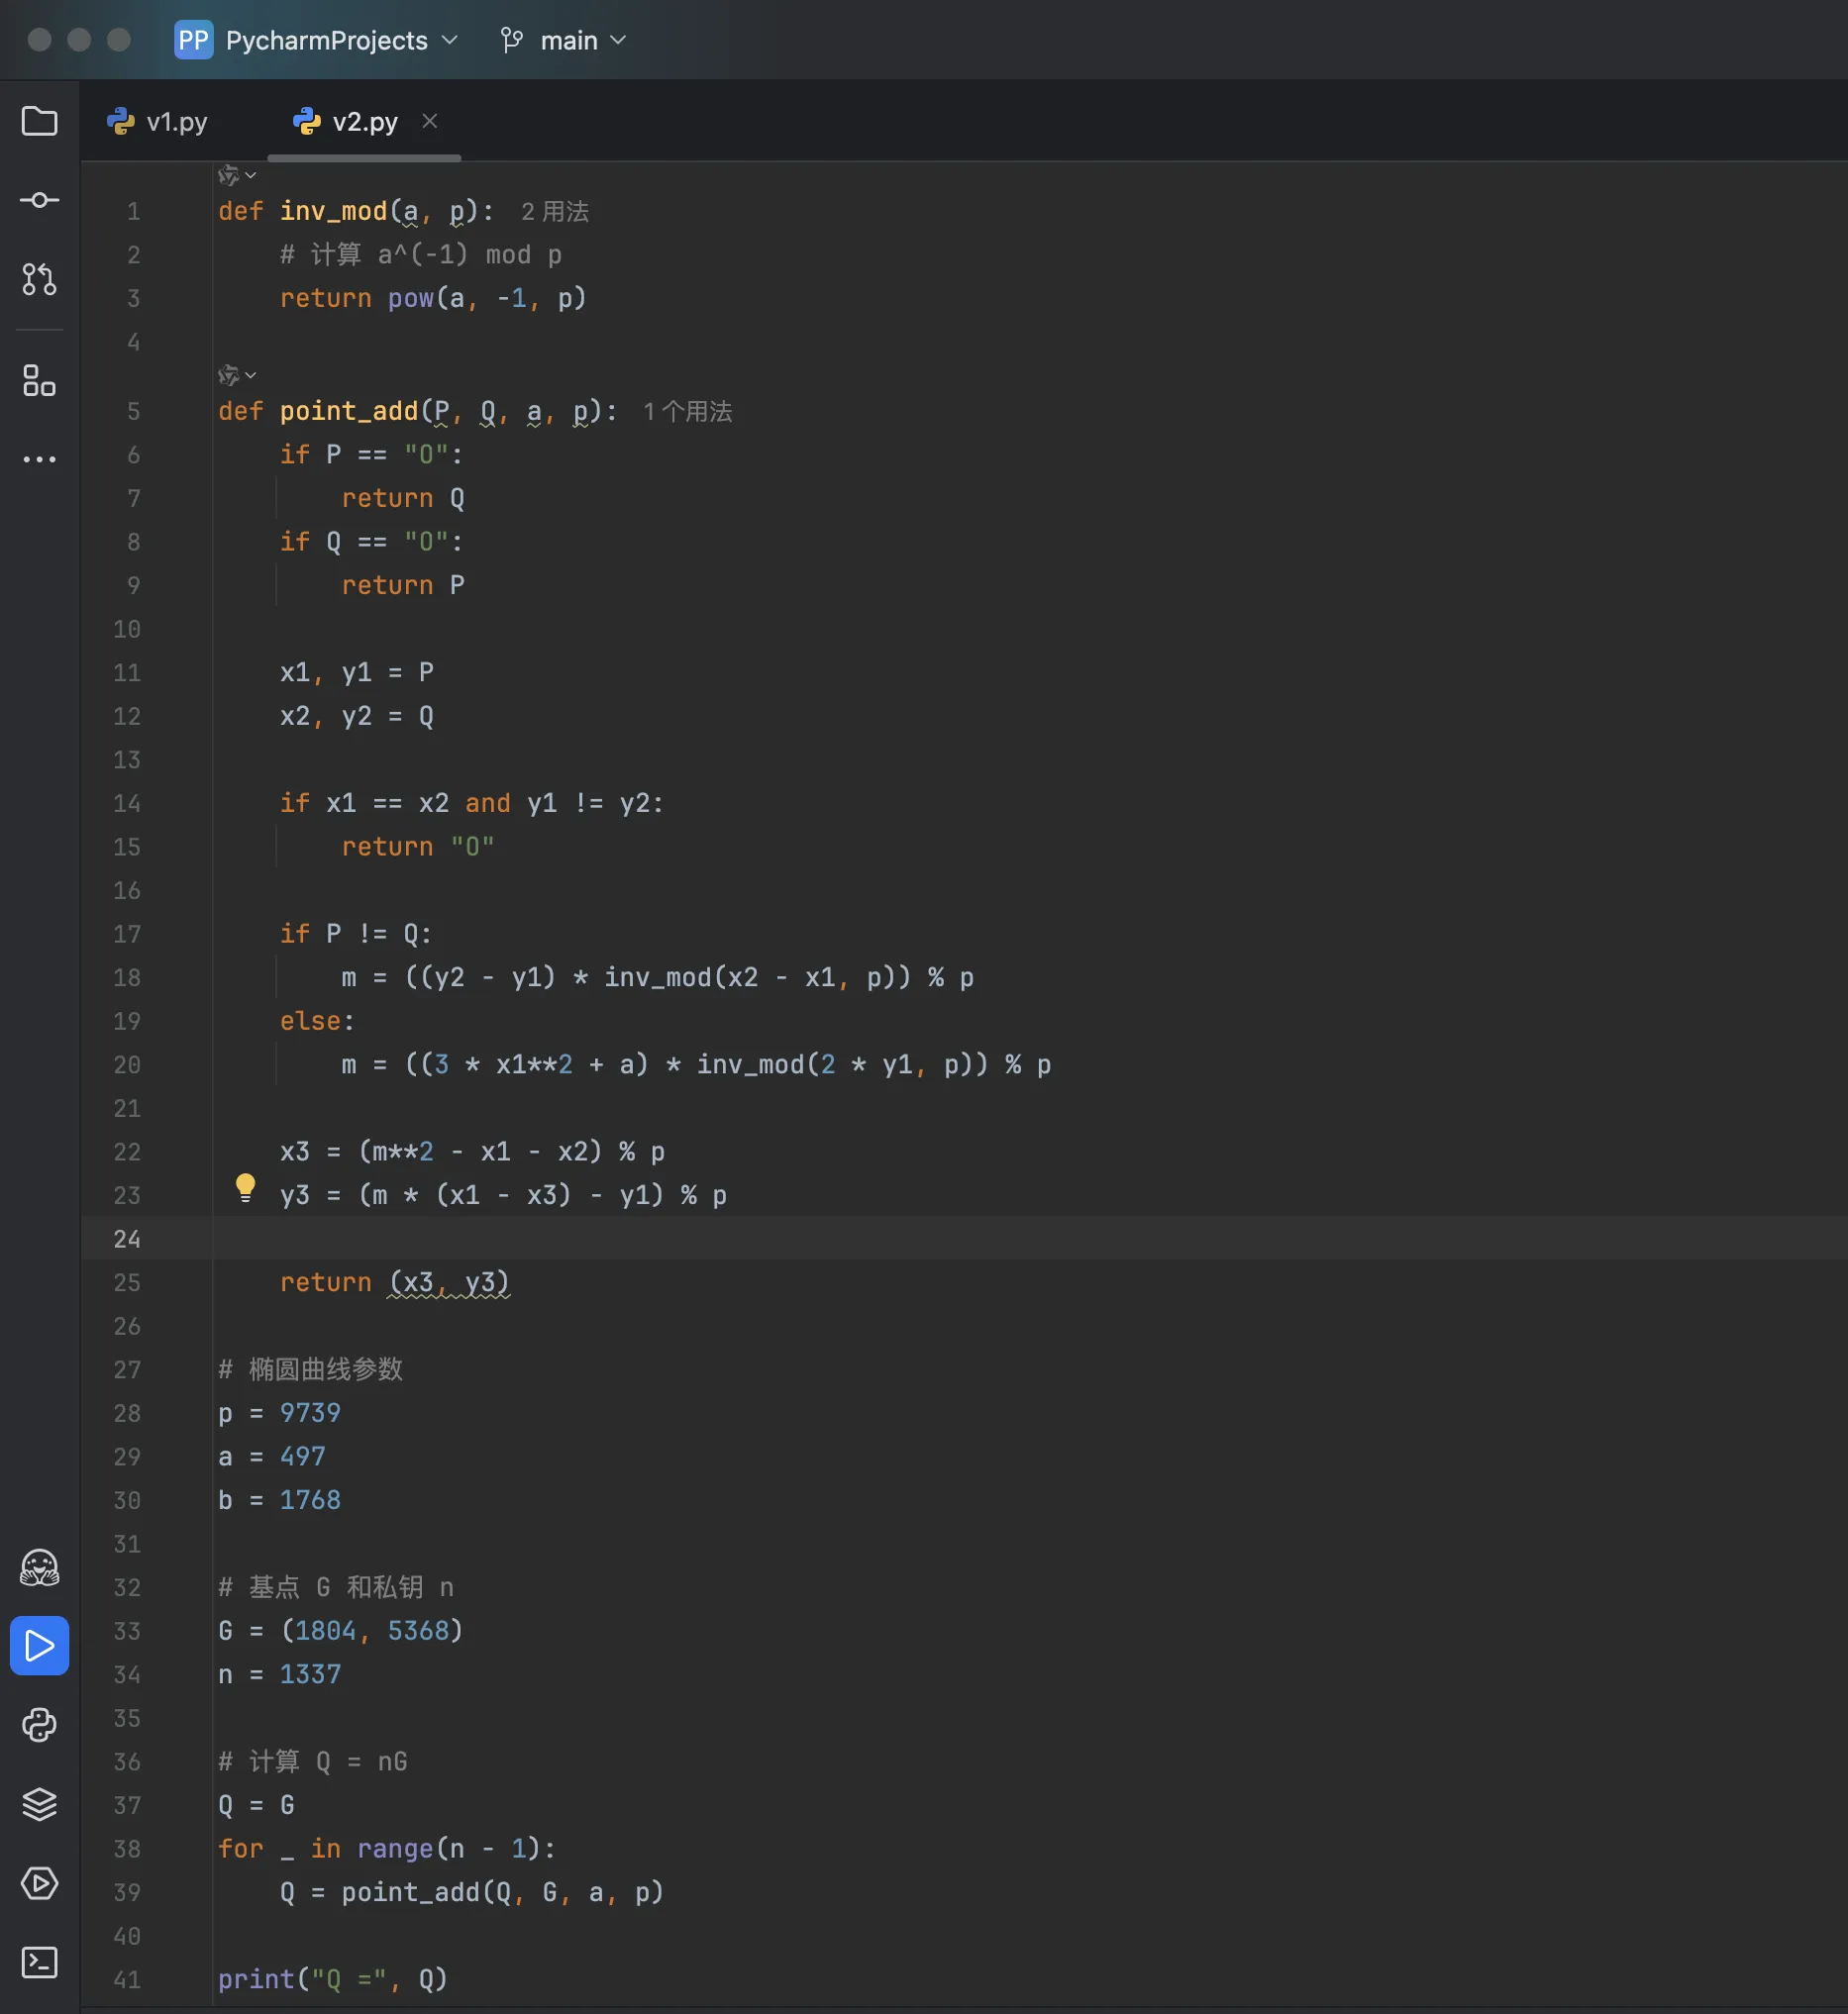 PP PycharmProjects main
v1.py v2.py
1 def inv_mod(a, p): 2 用法
2     # 计算 a^(-1) mod p
3     return pow(a, -1, p)
4
5 def point_add(P, Q, a, p): 1 个用法
6     if P == "O":
7         return Q
8     if Q == "O":
9         return P
10
11     x1, y1 = P
12     x2, y2 = Q
13
14     if x1 == x2 and y1 != y2:
15         return "O"
16
17     if P != Q:
18         m = ((y2 - y1) * inv_mod(x2 - x1, p)) % p
19     else:
20         m = ((3 * x1**2 + a) * inv_mod(2 * y1, p)) % p
21
22     x3 = (m**2 - x1 - x2) % p
23     y3 = (m * (x1 - x3) - y1) % p
24
25     return (x3, y3)
26
27 # 椭圆曲线参数
28 p = 9739
29 a = 497
30 b = 1768
31
32 # 基点 G 和私钥 n
33 G = (1804, 5368)
34 n = 1337
35
36 # 计算 Q = nG
37 Q = G
38 for _ in range(n - 1):
39     Q = point_add(Q, G, a, p)
40
41 print("Q =", Q)